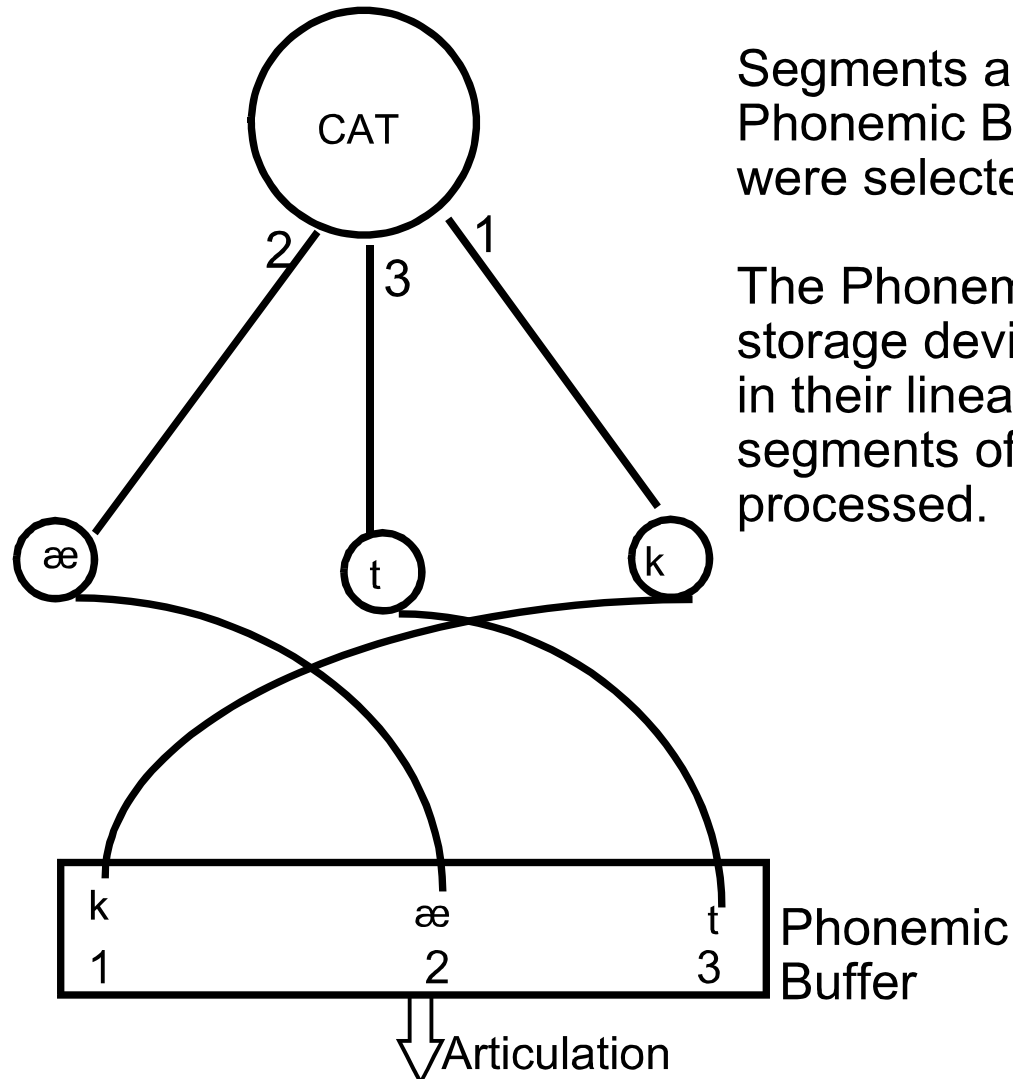 CAT
Segments a
Phonemic B
were selecte
2
3
1
The Phonem
storage devi
in their linea
segments of
processed.
æ
t
k
k
æ
t
1
2
3
Phonemic
Buffer
Articulation